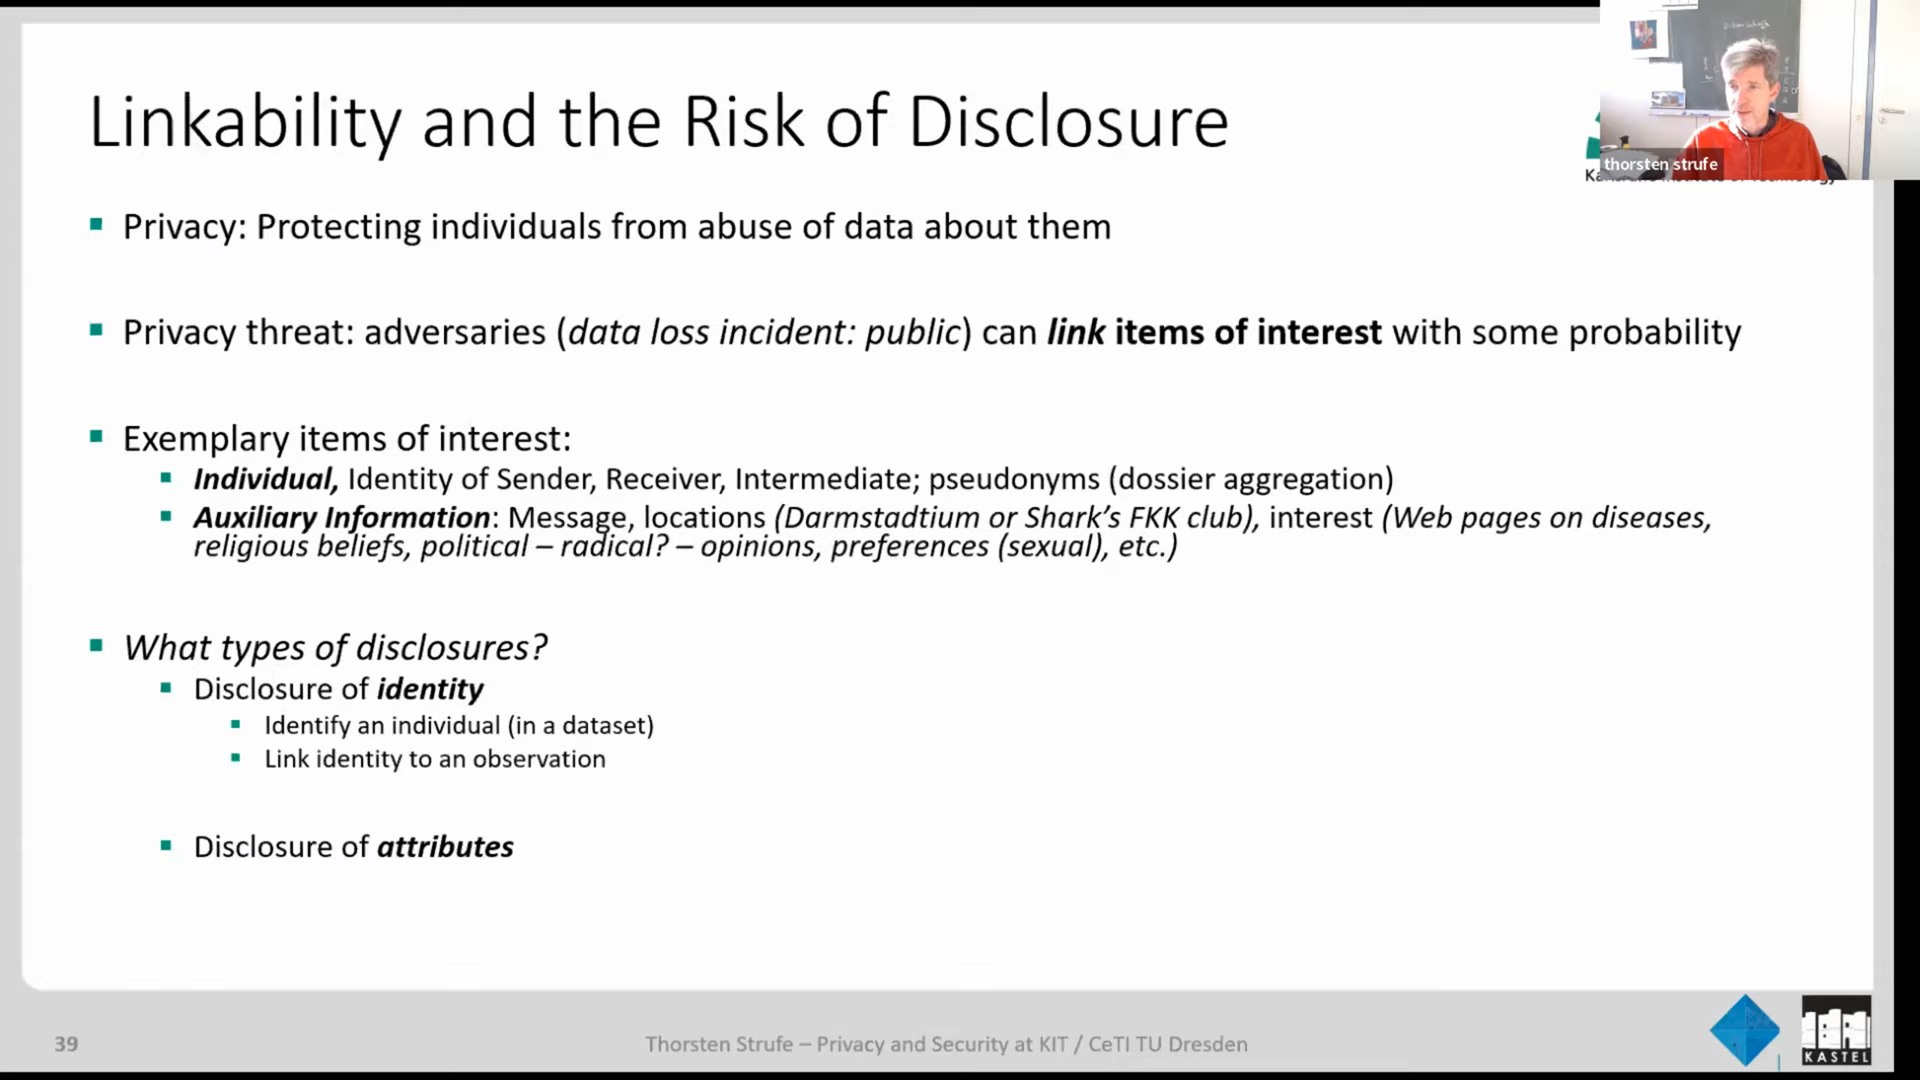 Linkability and the Risk of Disclosure
thorsten strufe
Privacy: Protecting individuals from abuse of data about them
Privacy threat: adversaries (data loss incident: public) can link items of interest with some probability
Exemplary items of interest:
Individual, Identity of Sender, Receiver, Intermediate; pseudonyms (dossier aggregation)
Auxiliary Information: Message, locations (Darmstadtium or Shark's FKK club), interest (Web pages on diseases,
religious beliefs, political – radical? – opinions, preferences (sexual), etc.)
What types of disclosures?
Disclosure of identity
Identify an individual (in a dataset)
Link identity to an observation
Disclosure of attributes
39
Thorsten Strufe – Privacy and Security at KIT / CeTI TU Dresden
KASTEL